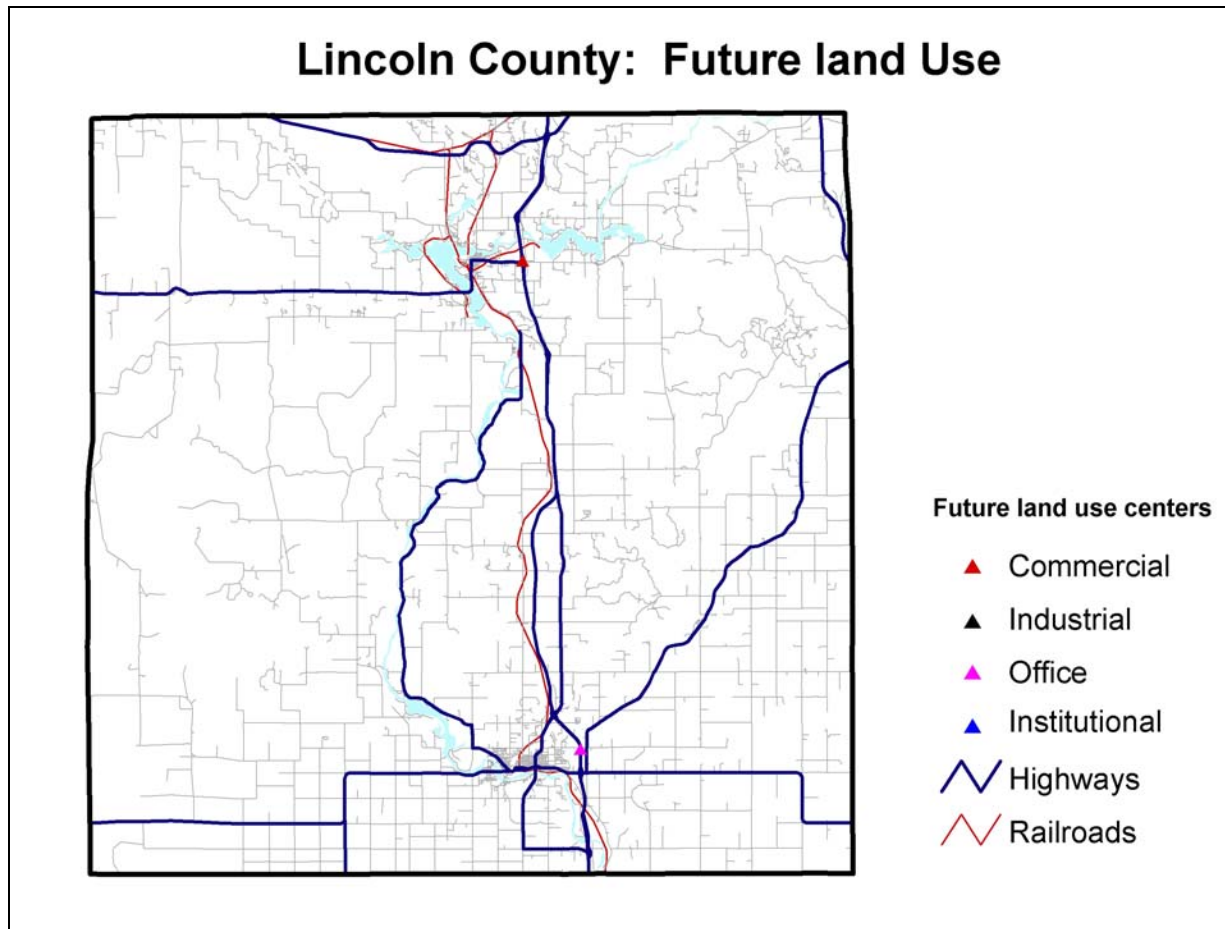 Lincoln County: Future land Use
Future land use centers
Commercial
Industrial
Office
Institutional
Highways
Railroads